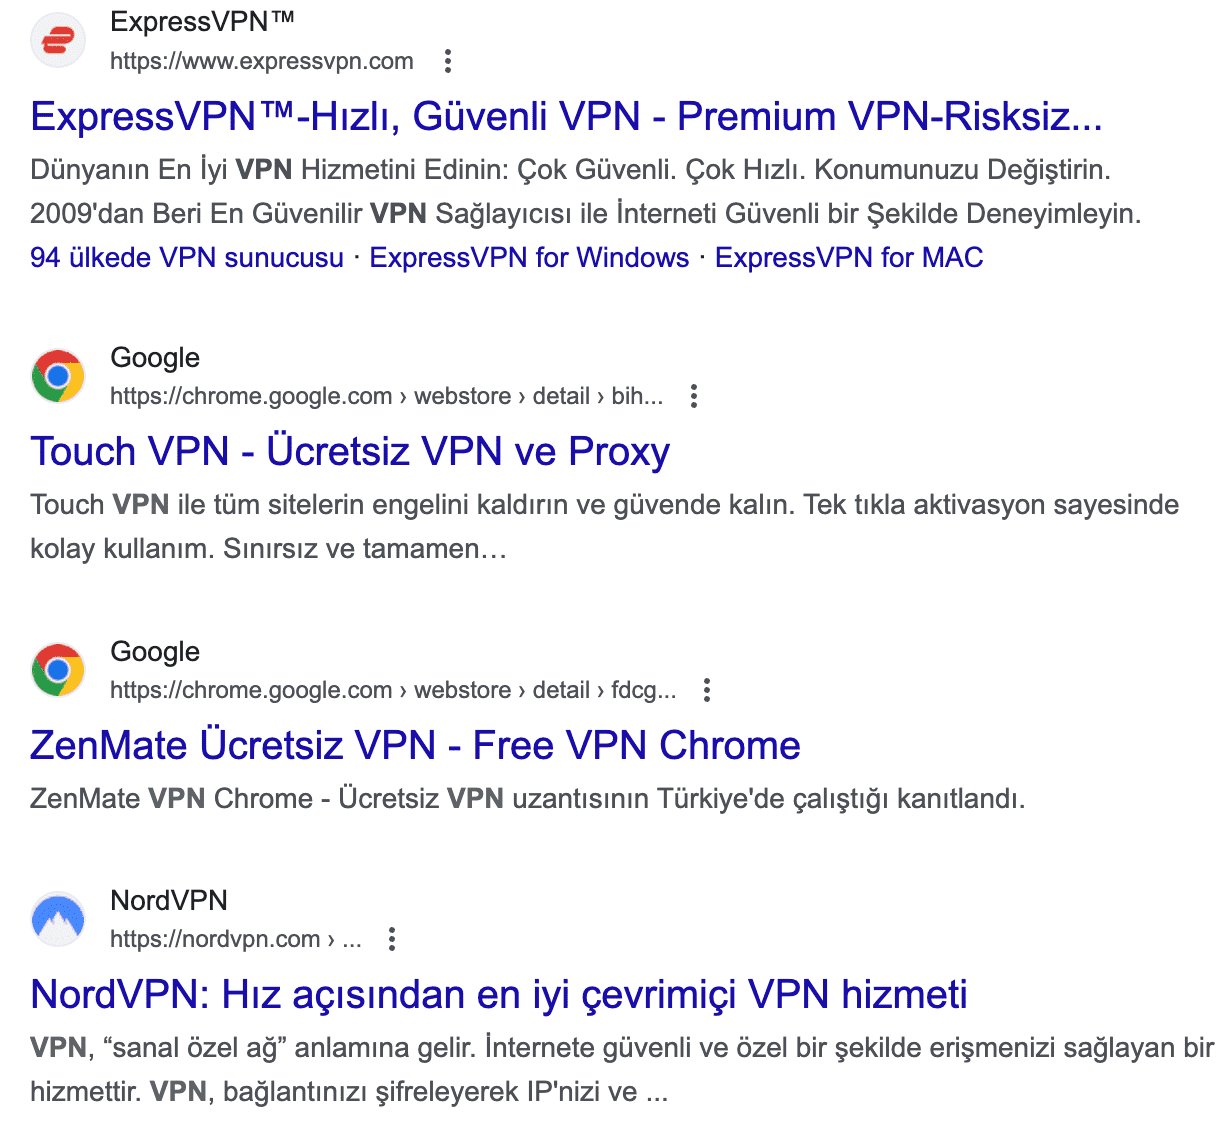 ExpressVPN™
https://www.expressvpn.com
ExpressVPN™-Hızlı, Güvenli VPN - Premium VPN-Risksiz...
Dünyanın En İyi VPN Hizmetini Edinin: Çok Güvenli. Çok Hızlı. Konumunuzu Değiştirin.
2009'dan Beri En Güvenilir VPN Sağlayıcısı ile İnterneti Güvenli bir Şekilde Deneyimleyin.
94 ülkede VPN sunucusu · ExpressVPN for Windows · ExpressVPN for MAC
Google
https://chrome.google.com › webstore › detail › bih...
Touch VPN - Ücretsiz VPN ve Proxy
Touch VPN ile tüm sitelerin engelini kaldırın ve güvende kalın. Tek tıkla aktivasyon sayesinde
kolay kullanım. Sınırsız ve tamamen…
Google
https://chrome.google.com › webstore › detail › fdcg...
ZenMate Ücretsiz VPN - Free VPN Chrome
ZenMate VPN Chrome - Ücretsiz VPN uzantısının Türkiye'de çalıştığı kanıtlandı.
NordVPN
https://nordvpn.com › ...
NordVPN: Hız açısından en iyi çevrimiçi VPN hizmeti
VPN, “sanal özel ağ” anlamına gelir. İnternete güvenli ve özel bir şekilde erişmenizi sağlayan bir
hizmettir. VPN, bağlantınızı şifreleyerek IP'nizi ve ...